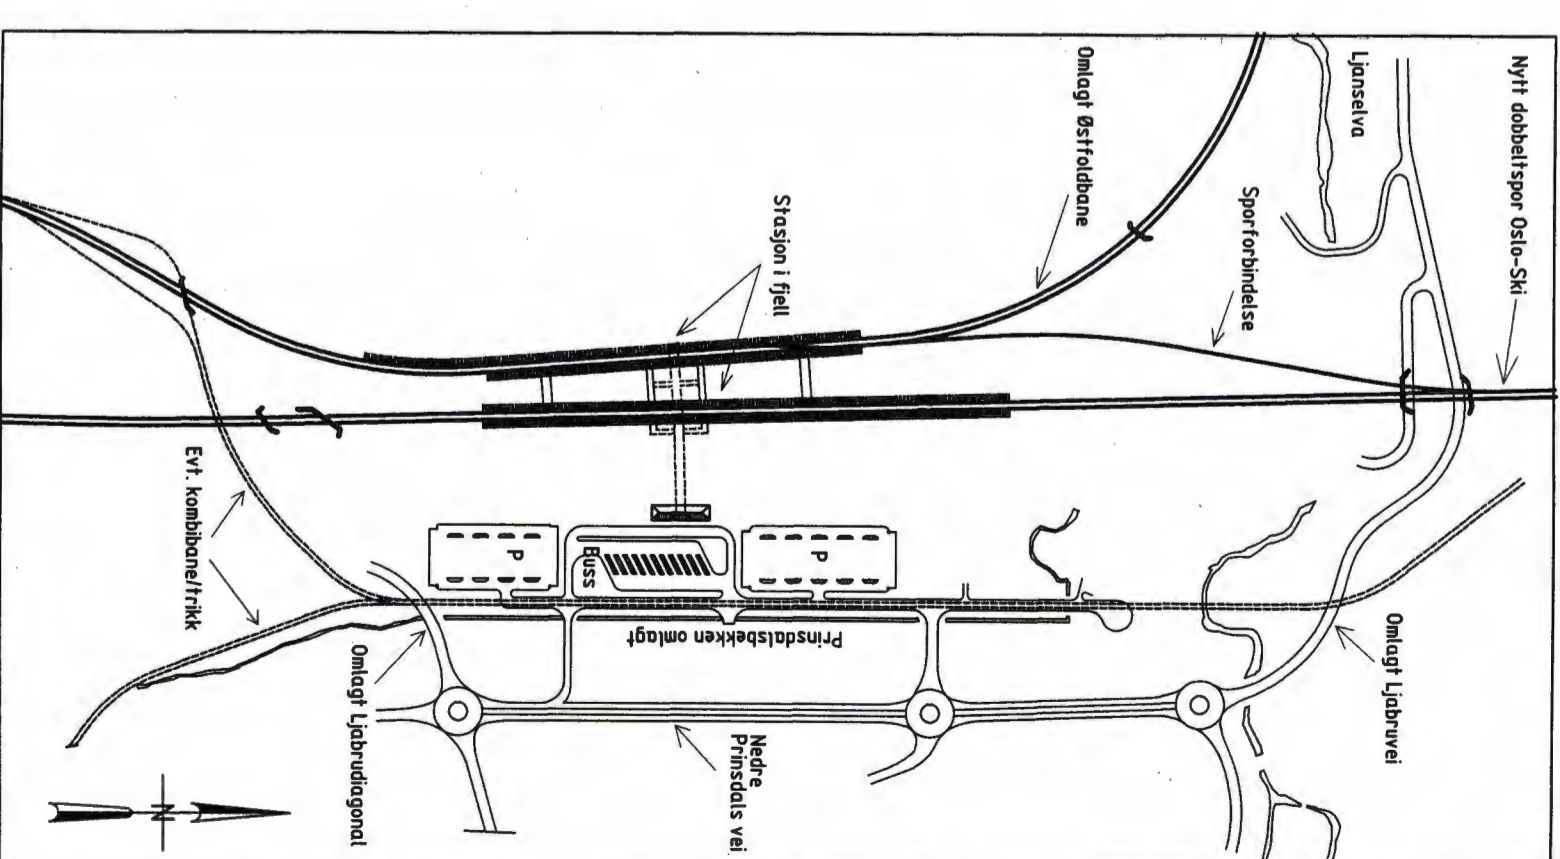 Nytt dobbeltspor Oslo-Ski
Ljanselva
Sporforbindelse
Omlagt Østfoldbane
Stasjon i fjell
Evt. kombibane/trikk
P
Buss
P
Prinsdalsbekken omlagt
Omlagt Ljabruvei
Omlagt Ljabrudiagonal
Nedre
Prinsdals vei
N